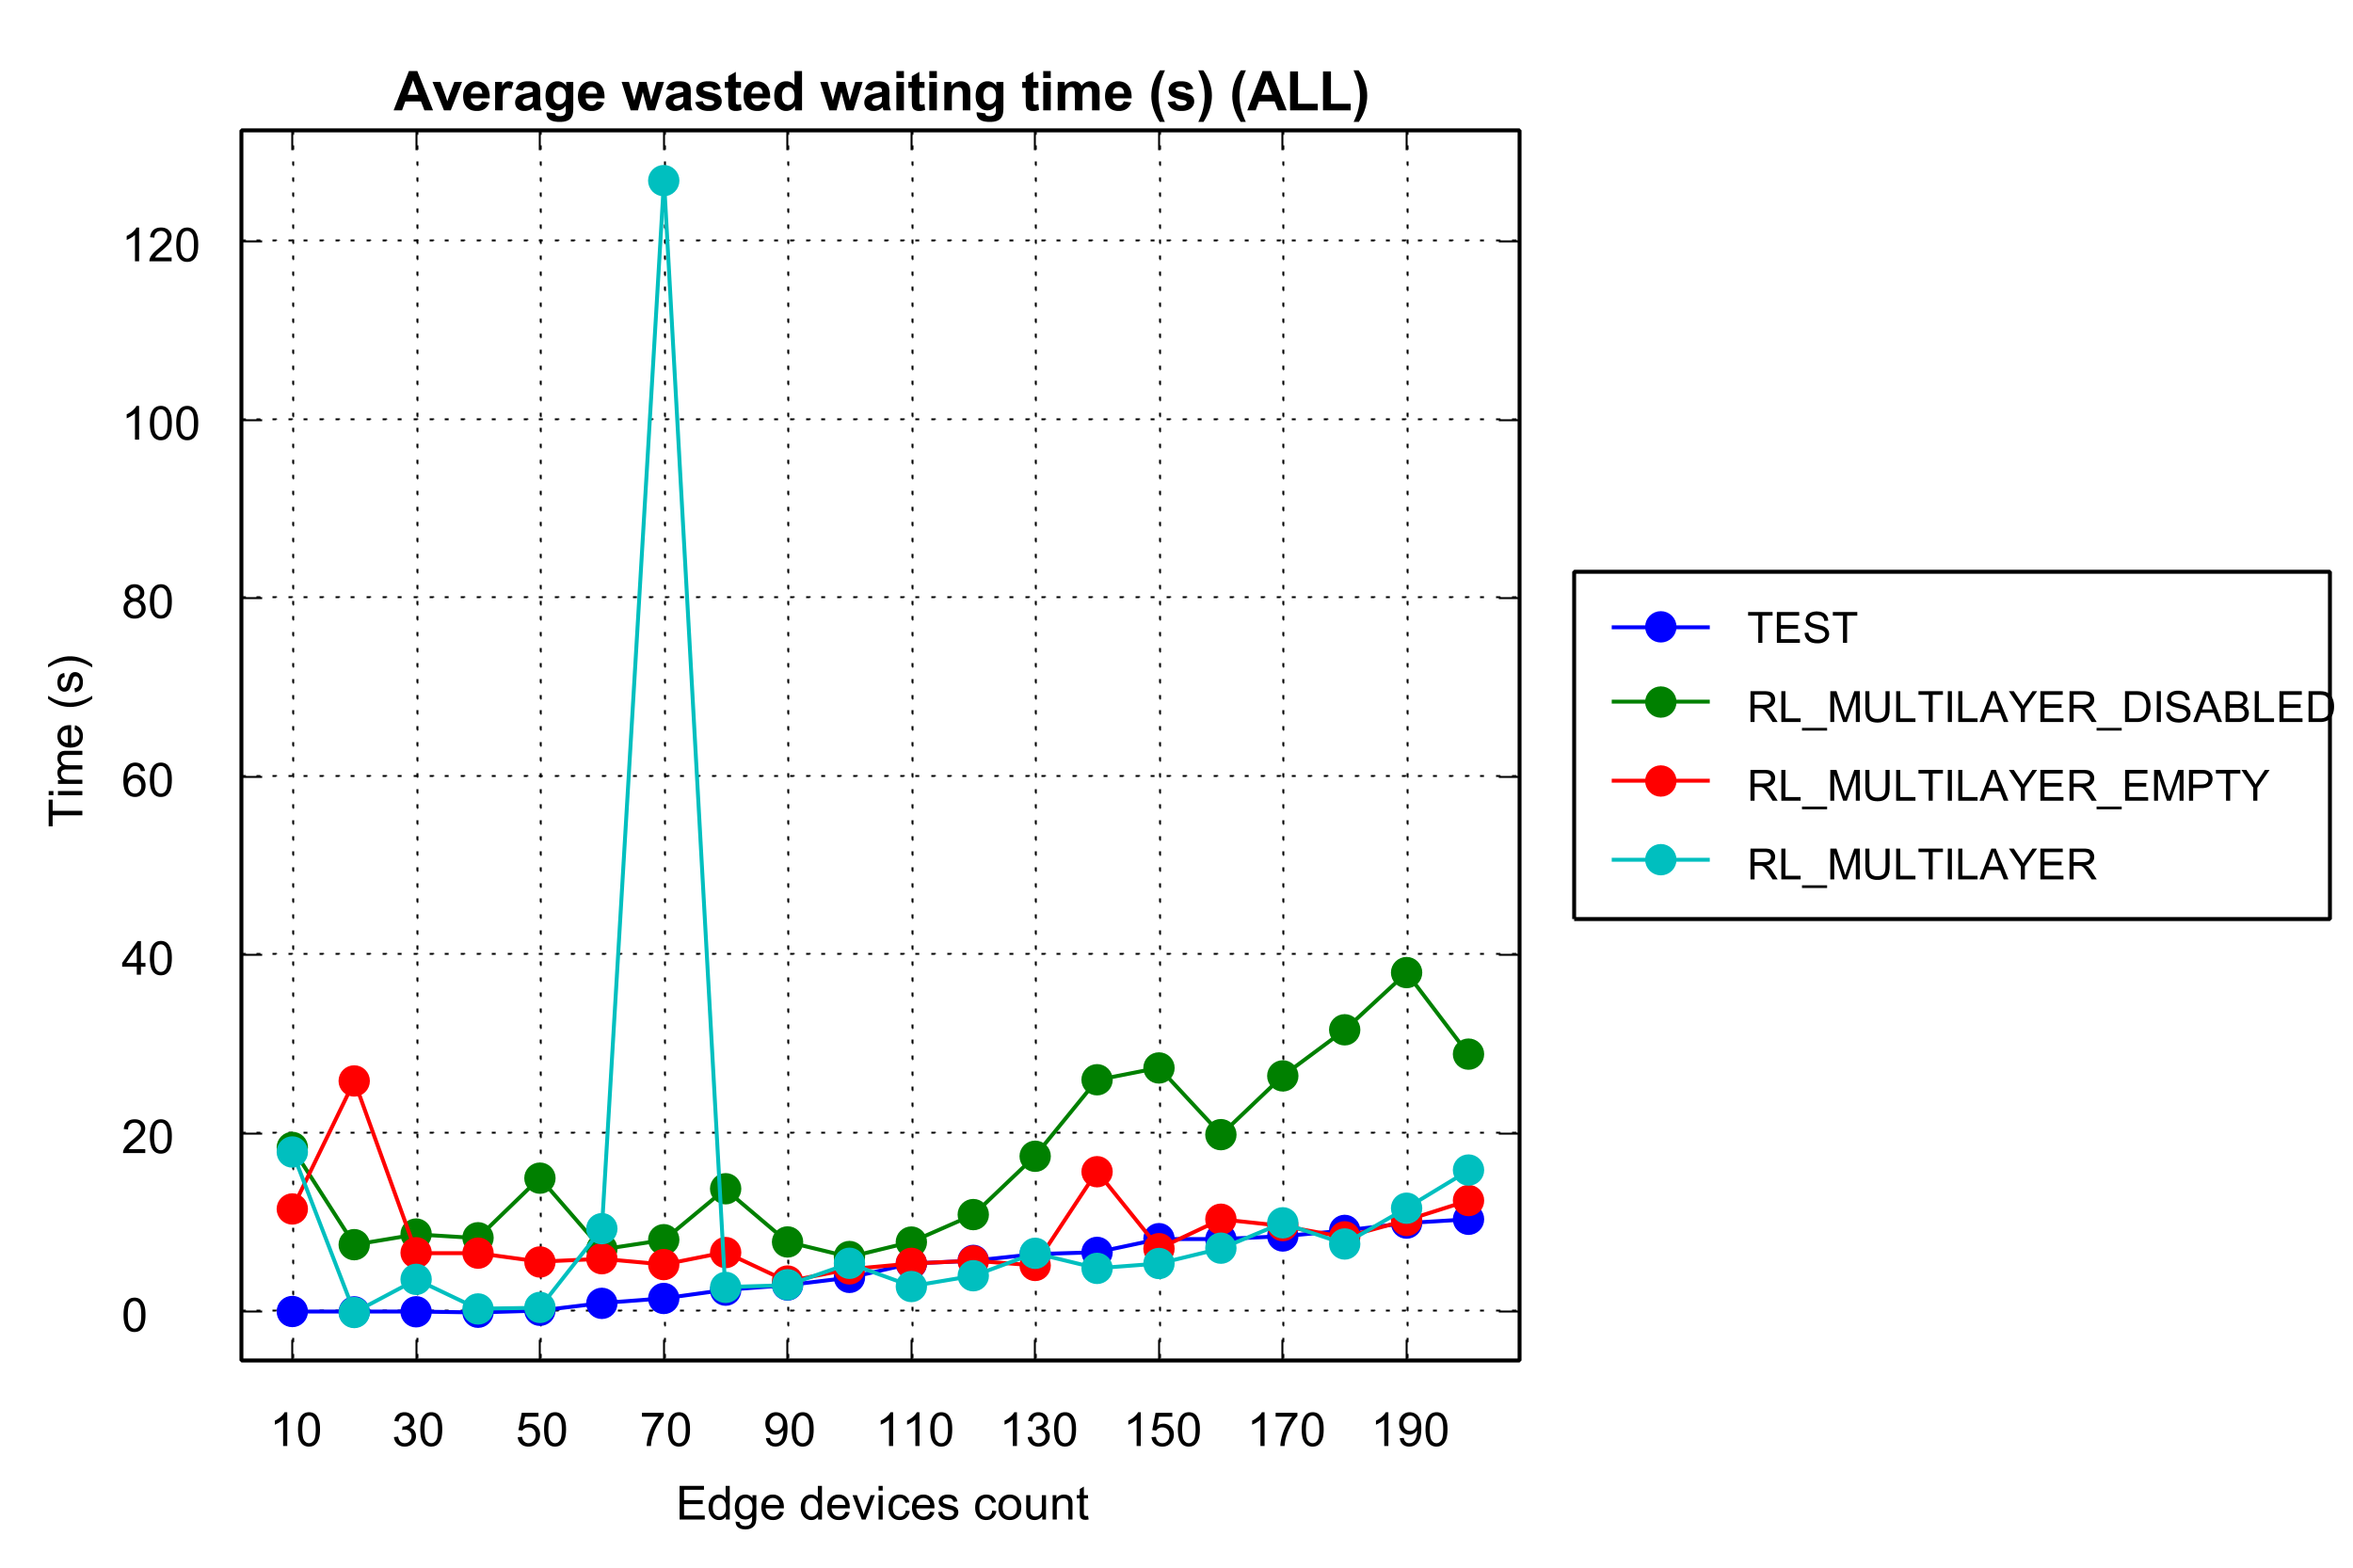 Average wasted waiting time (s) (ALL)
120
100
80
60
40
20
0
Time (s)
10 30 50 70 90 110 130 150 170 190
Edge devices count
TEST
RL_MULTILAYER_DISABLED
RL_MULTILAYER_EMPTY
RL_MULTILAYER